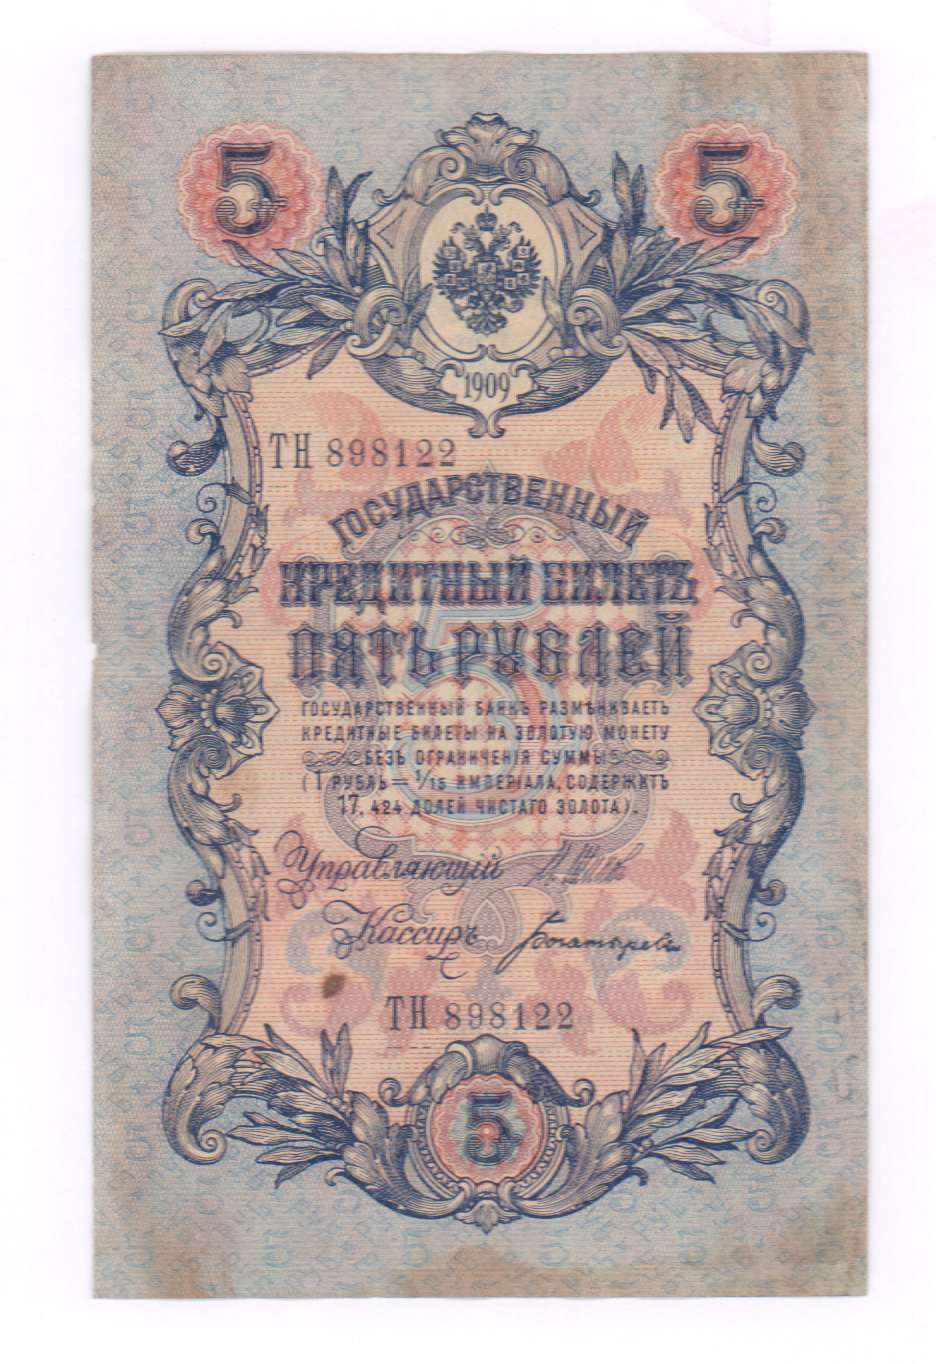 5 5
1909
ТН 898122
ГОСУДАРСТВЕННЫЙ
КРЕДИТНЫЙ БИЛЕТЪ
ПЯТЬ РУБЛЕЙ
ГОСУДАРСТВЕННЫЙ БАНКЪ РАЗМѢНИВАЕТЪ
КРЕДИТНЫЕ БИЛЕТЫ НА ЗОЛОТУЮ МОНЕТУ
БЕЗЪ ОГРАНИЧЕНІЯ СУММЫ
(1 РУБЛЬ — 1/15 ИМПЕРІАЛА, СОДЕРЖИТЪ
17,424 ДОЛЕЙ ЧИСТАГО ЗОЛОТА).
Управляющій
Кассиръ Богатыревъ
ТН 898122
5